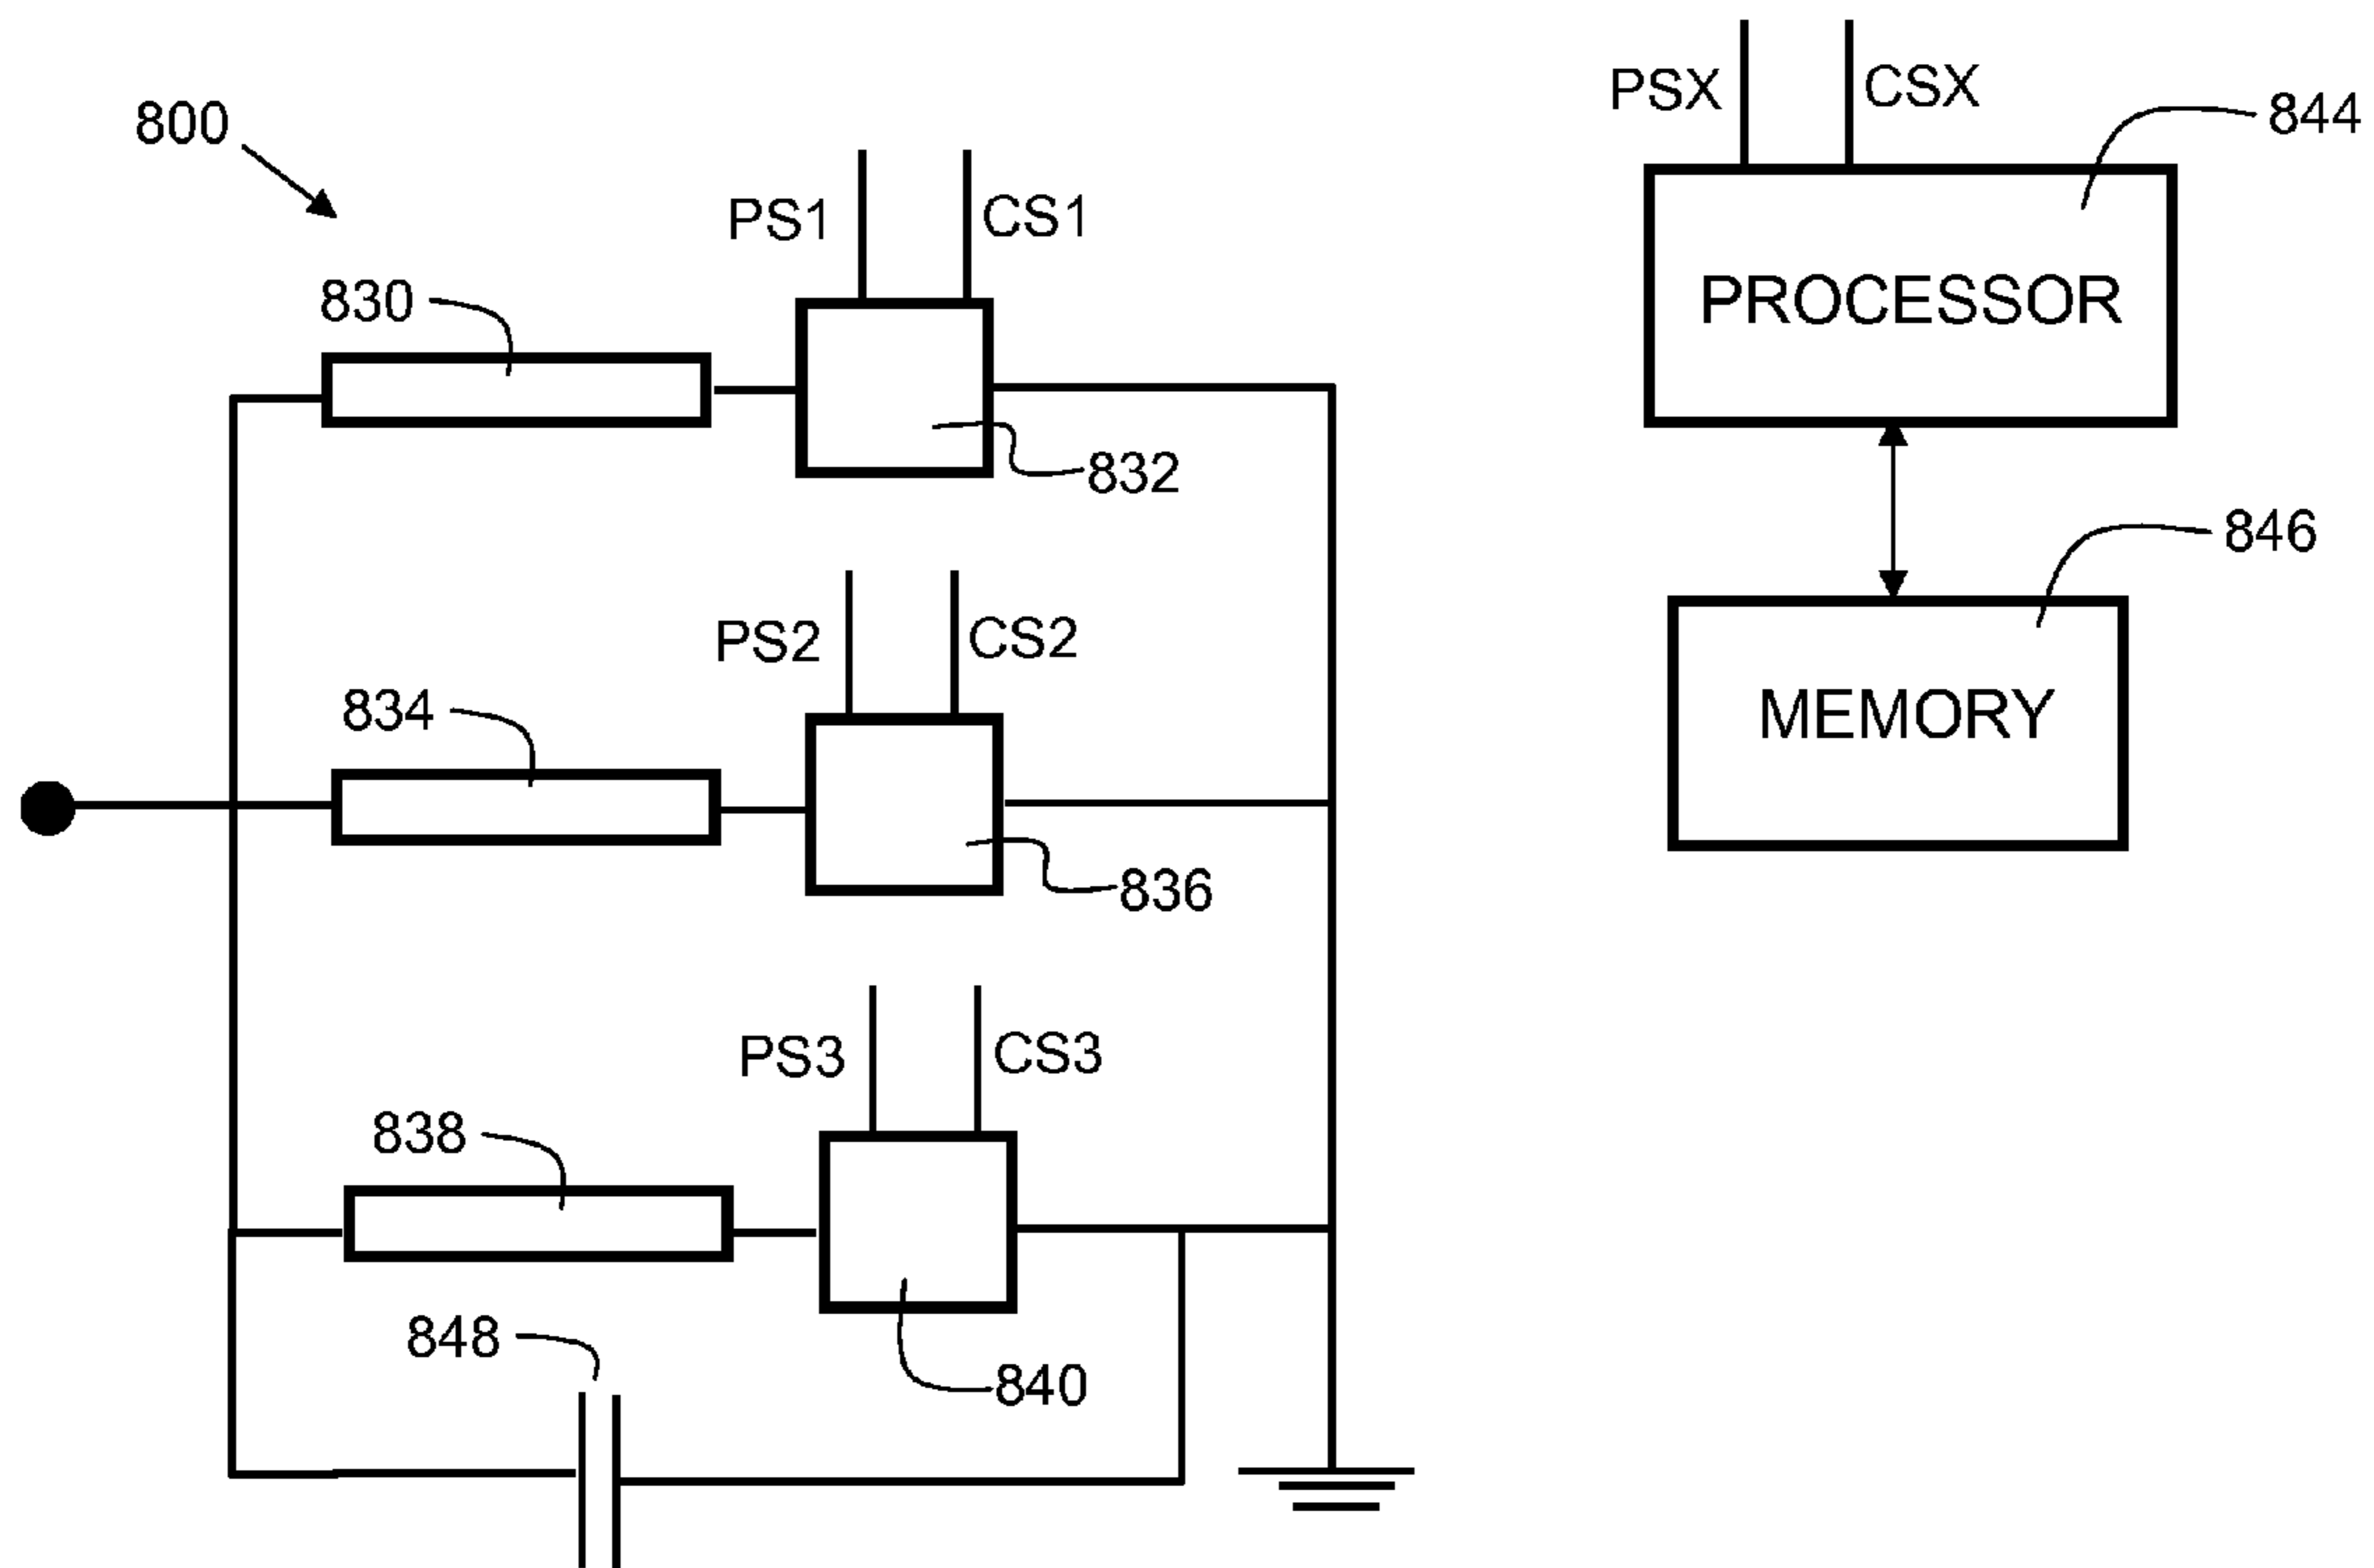 800
PS1
CS1
830
832
PS2
CS2
834
836
PS3
CS3
838
840
848
PSX
CSX
844
PROCESSOR
846
MEMORY